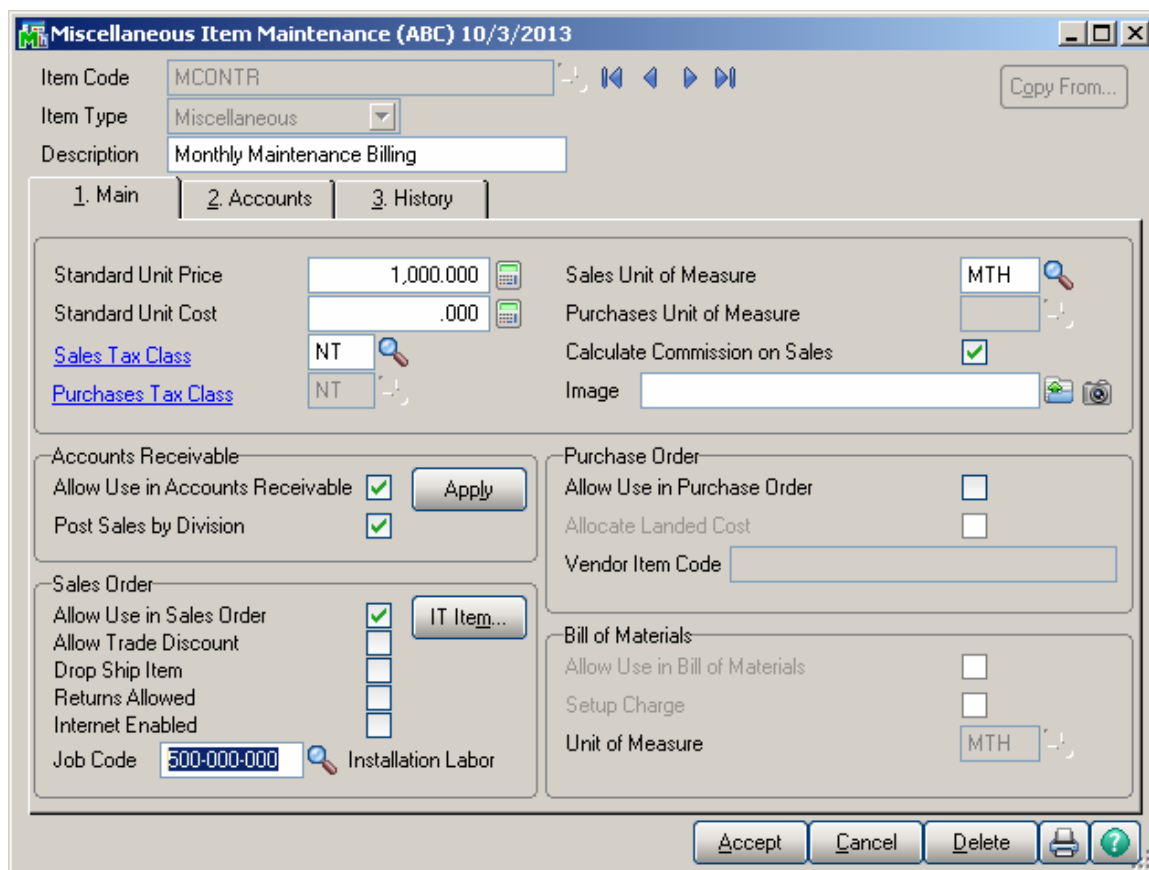 Miscellaneous Item Maintenance (ABC) 10/3/2013
Item Code MCONTR
Copy From...
Item Type Miscellaneous
Description Monthly Maintenance Billing
1. Main 2. Accounts 3. History
Standard Unit Price 1,000.000
Standard Unit Cost .000
Sales Tax Class NT
Purchases Tax Class NT
Sales Unit of Measure MTH
Purchases Unit of Measure
Calculate Commission on Sales
Image
Accounts Receivable
Allow Use in Accounts Receivable Apply
Post Sales by Division
Purchase Order
Allow Use in Purchase Order
Allocate Landed Cost
Vendor Item Code
Sales Order
Allow Use in Sales Order IT Item...
Allow Trade Discount
Drop Ship Item
Returns Allowed
Internet Enabled
Job Code 500-000-000 Installation Labor
Bill of Materials
Allow Use in Bill of Materials
Setup Charge
Unit of Measure MTH
Accept Cancel Delete